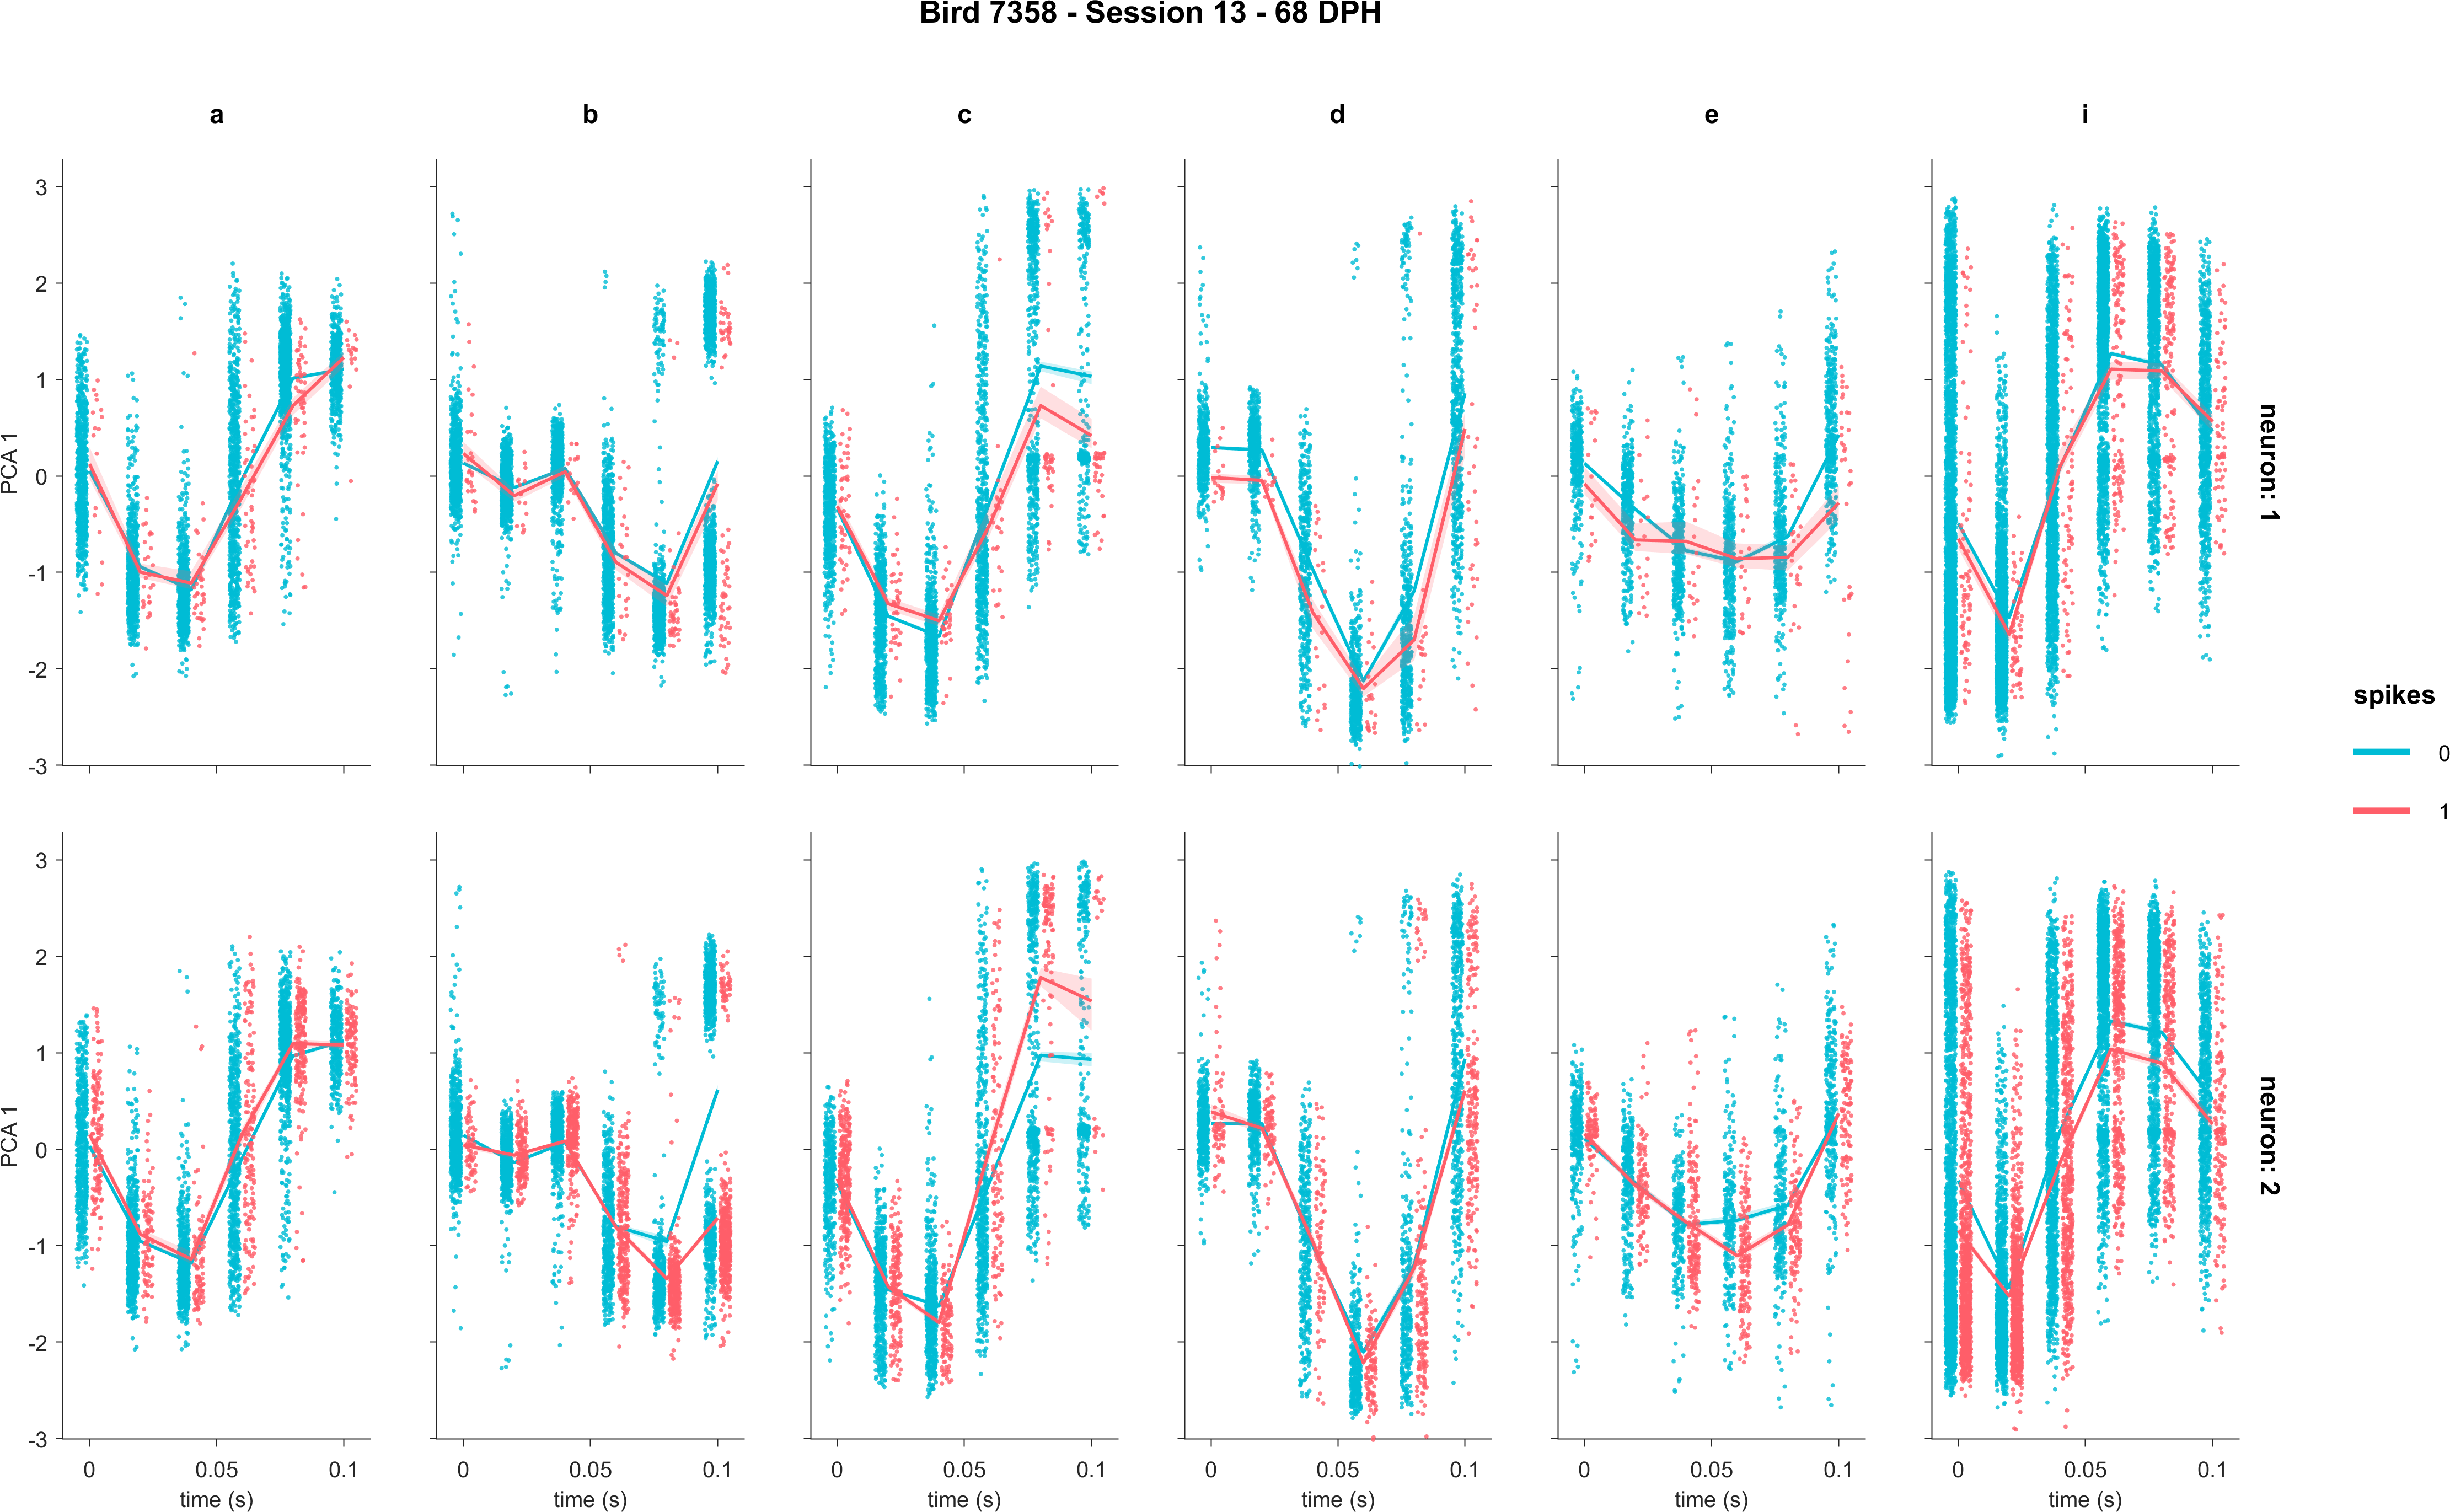 Bird 7358 - Session 13 - 68 DPH
a b c d e i
3
2
1
0
-1
-2
-3
PCA 1
neuron: 1
spikes
0
1
3
2
1
0
-1
-2
-3
PCA 1
neuron: 2
0 0.05 0.1 0 0.05 0.1 0 0.05 0.1 0 0.05 0.1 0 0.05 0.1 0 0.05 0.1
time (s) time (s) time (s) time (s) time (s) time (s)